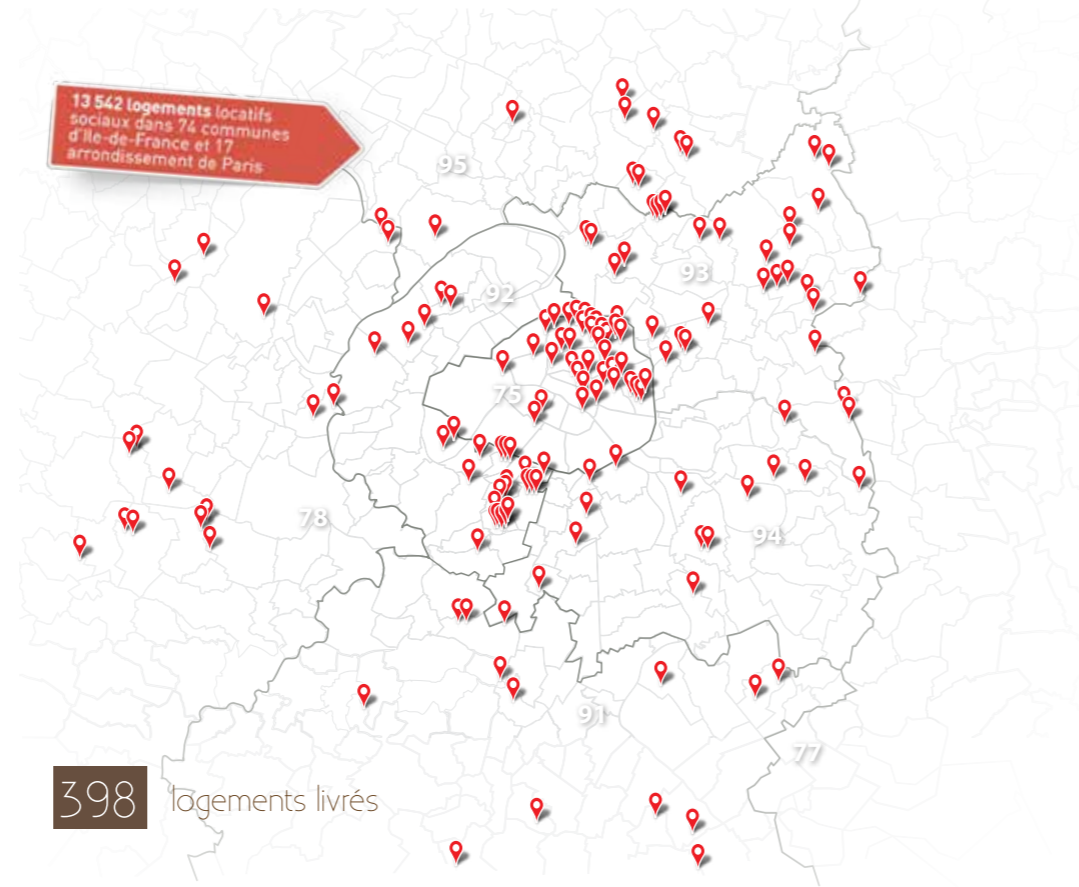 13 542 logements locatifs
sociaux dans 74 communes
d'Ile-de-France et 17
arrondissement de Paris
95
92
93
75
78
94
91
77
398 logements livrés